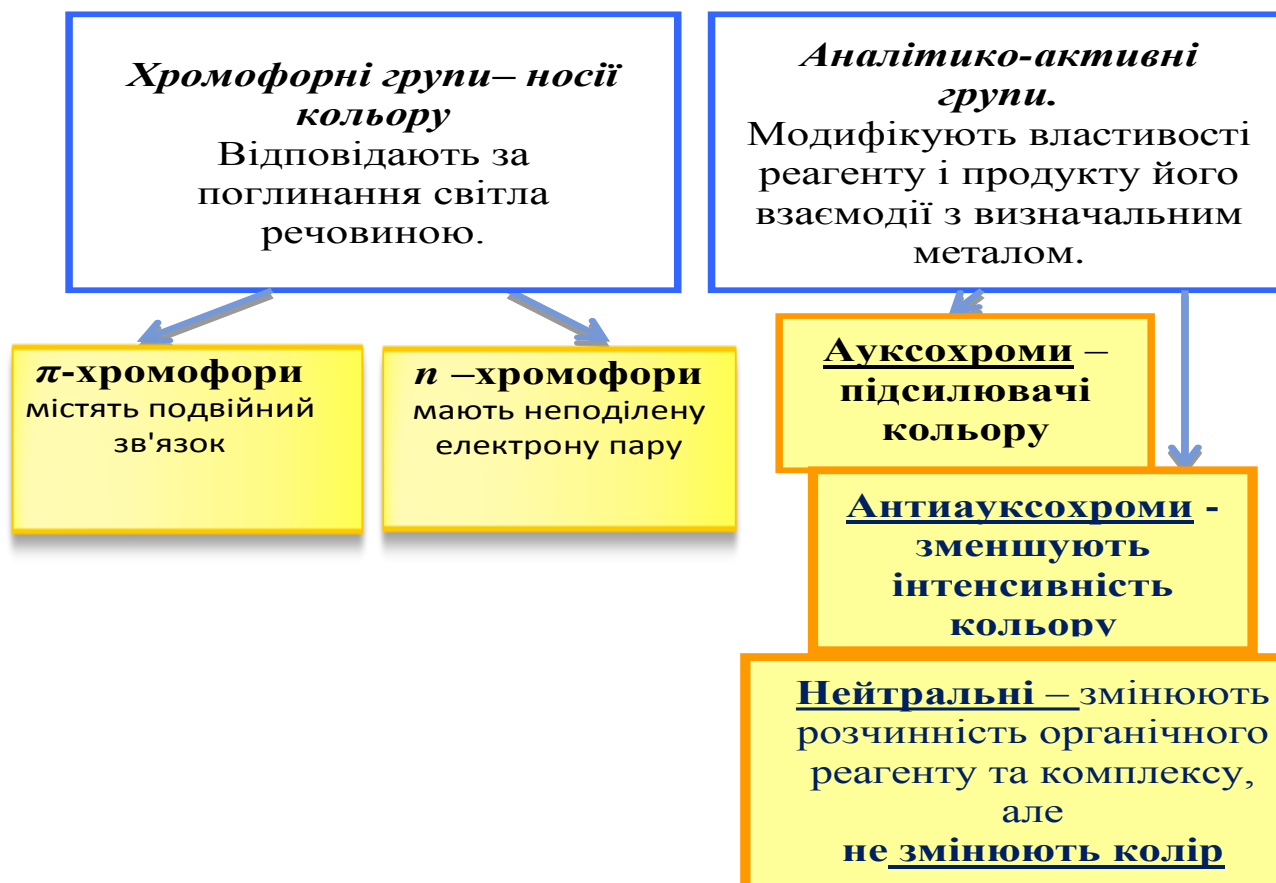 Хромофорні групи– носії
кольору
Відповідають за
поглинання світла
речовиною.
Аналітико-активні
групи.
Модифікують властивості
реагенту і продукту його
взаємодії з визначальним
металом.
π-хромофори
містять подвійний
зв'язок
n –хромофори
мають неподілену
електрону пару
Ауксохроми –
підсилювачі
кольору
Антиауксохроми -
зменшують
інтенсивність
кольору
Нейтральні – змінюють
розчинність органічного
реагенту та комплексу,
але
не змінюють колір